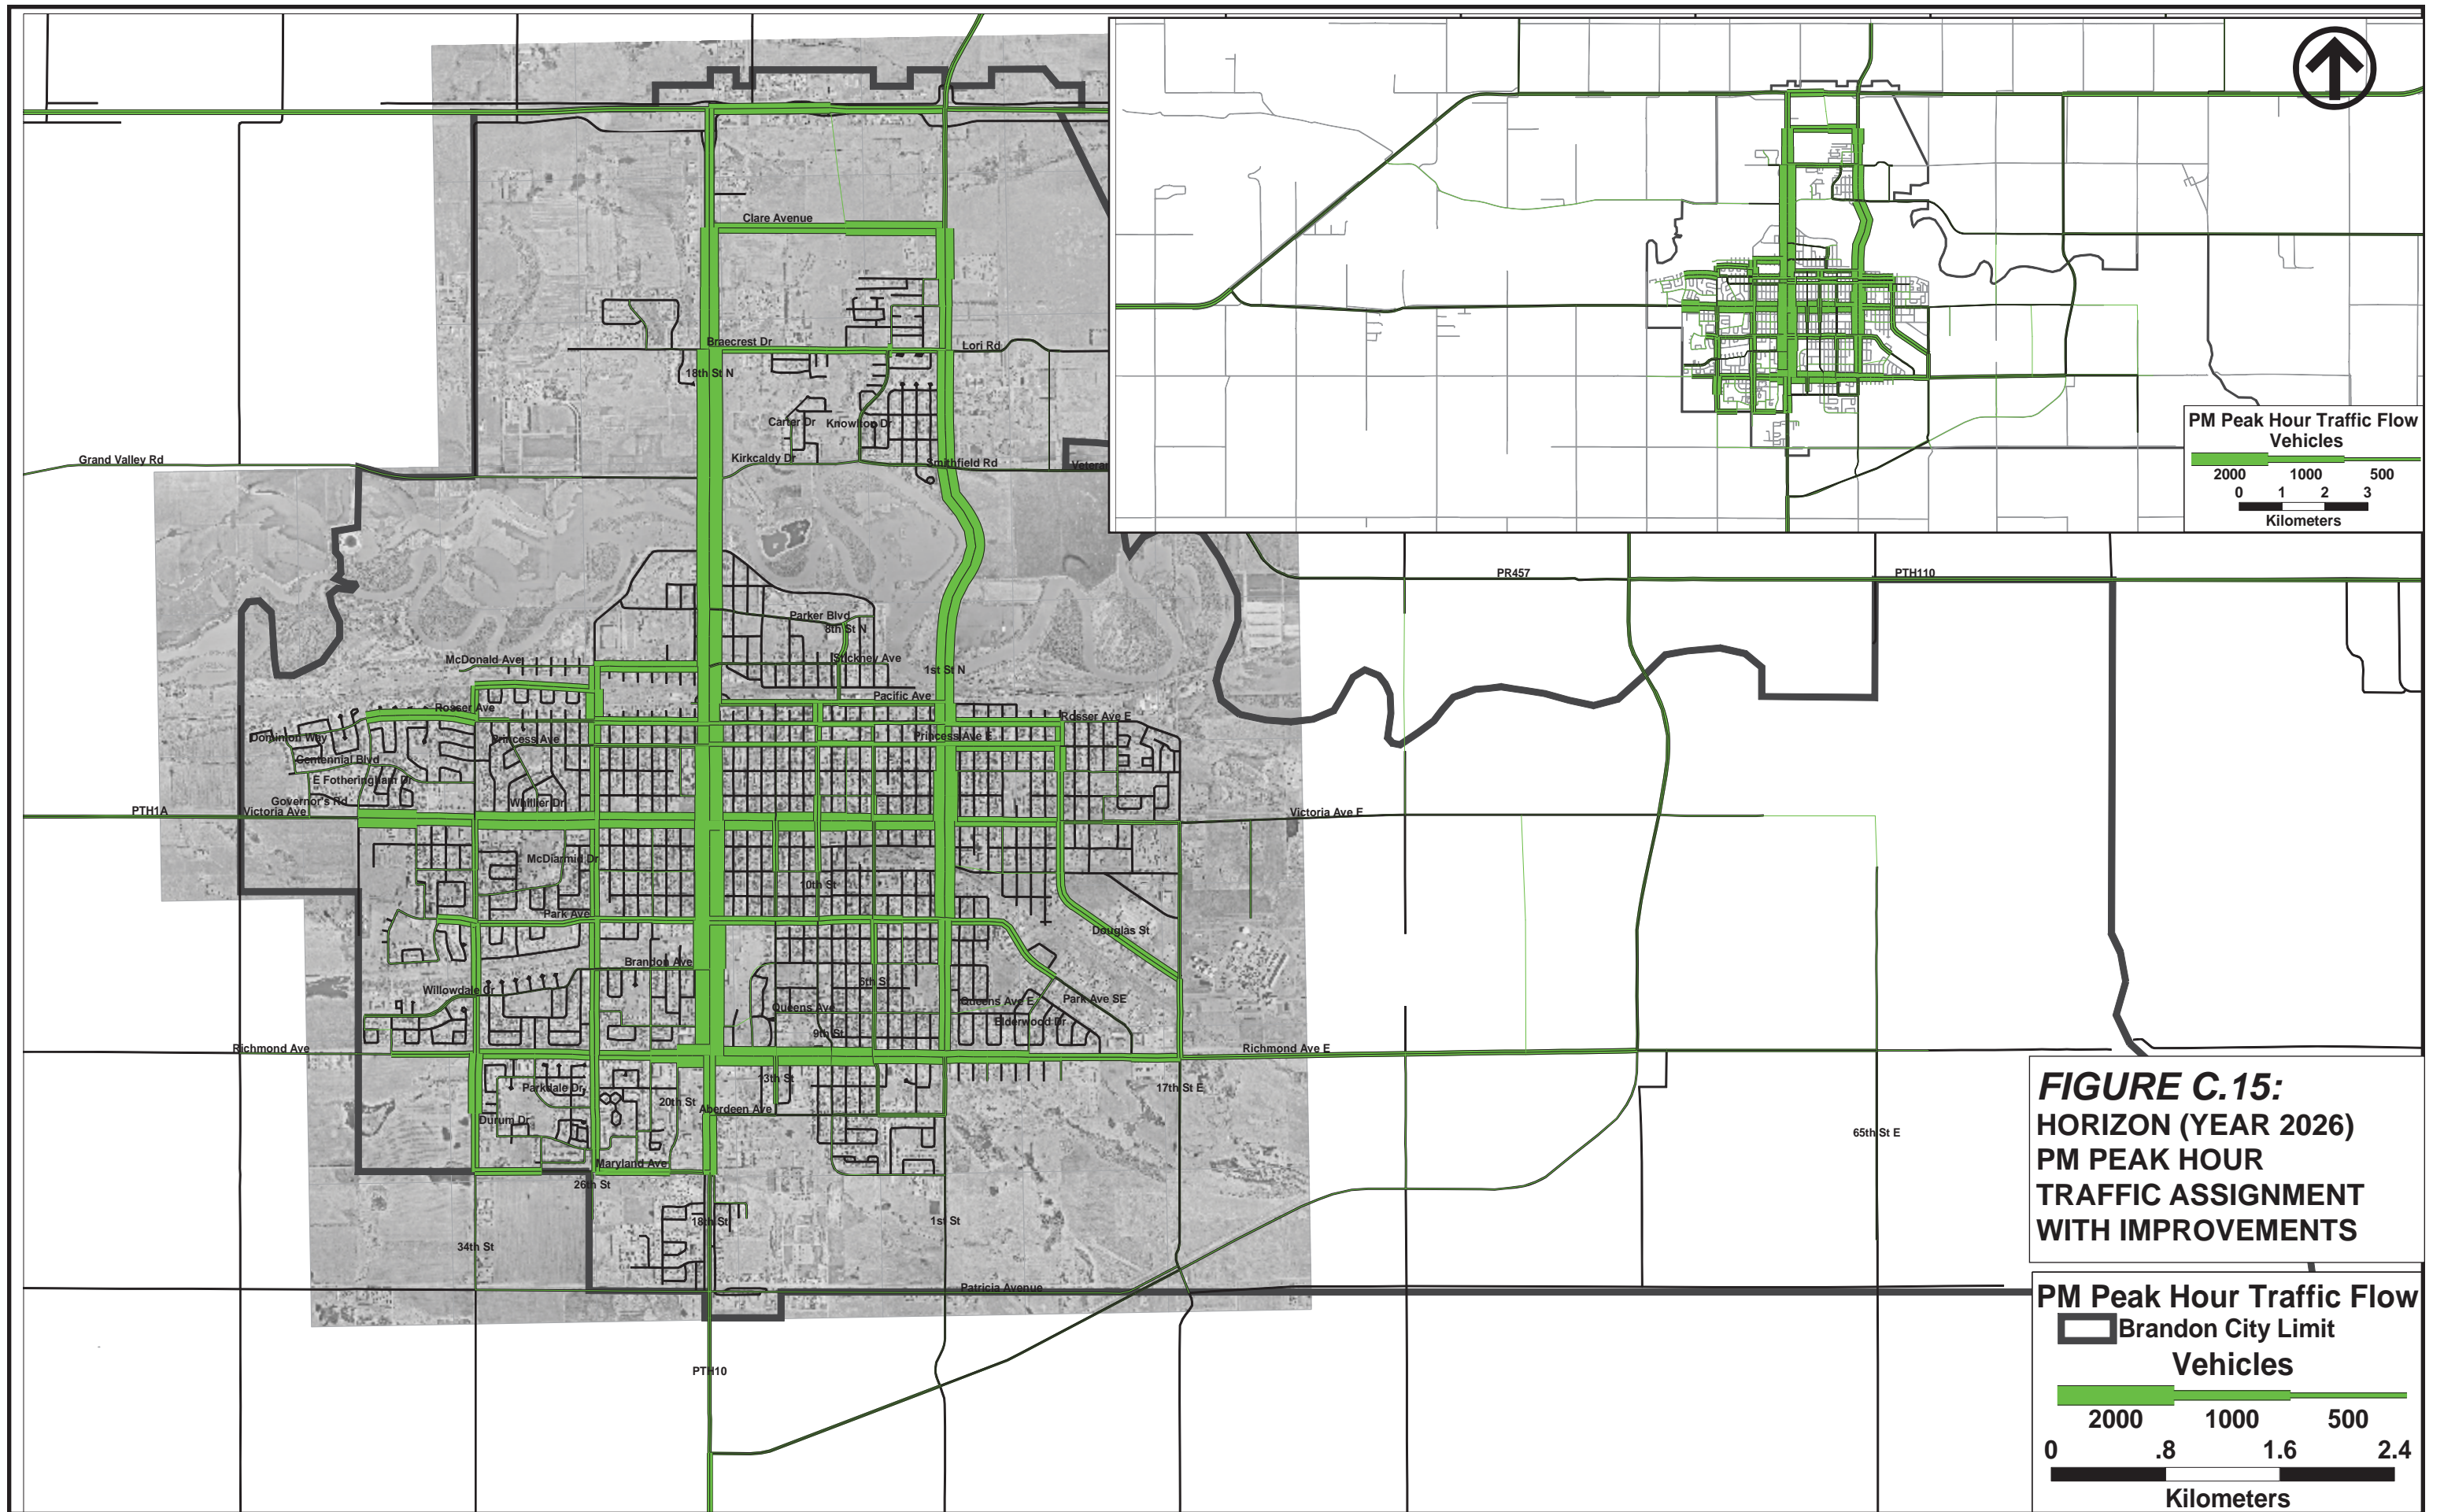 Clare Avenue
Braecrest Dr
Lori Rd
18th St N
Carter Dr
Knowlton Dr
Grand Valley Rd
Kirkcaldy Dr
Smithfield Rd
Veteran
PM Peak Hour Traffic Flow
Vehicles
2000 1000 500
0 1 2 3
Kilometers
PR457
PTH110
Parker Blvd
8th St N
McDonald Ave
Stickney Ave
1st St N
Pacific Ave
Rosser Ave
Rosser Ave E
Dominion Way
Princess Ave
Princess Ave E
Centennial Blvd
E Fotheringham Dr
Governor's Rd
Whillier Dr
PTH1A
Victoria Ave
Victoria Ave E
McDiarmid Dr
10th St
Park Ave
Douglas St
Brandon Ave
6th S
Willowdale Cr
Queens Ave
Queens Ave E
Park Ave SE
Elderwood Dr
9th St
Richmond Ave
Richmond Ave E
13th St
17th St E
Parkdale Dr
20th St
Aberdeen Ave
Durum Dr
65th St E
Maryland Ave
26th St
18th St
1st St
34th St
Patricia Avenue
PTH10
FIGURE C.15:
HORIZON (YEAR 2026)
PM PEAK HOUR
TRAFFIC ASSIGNMENT
WITH IMPROVEMENTS
PM Peak Hour Traffic Flow
Brandon City Limit
Vehicles
2000 1000 500
0 .8 1.6 2.4
Kilometers